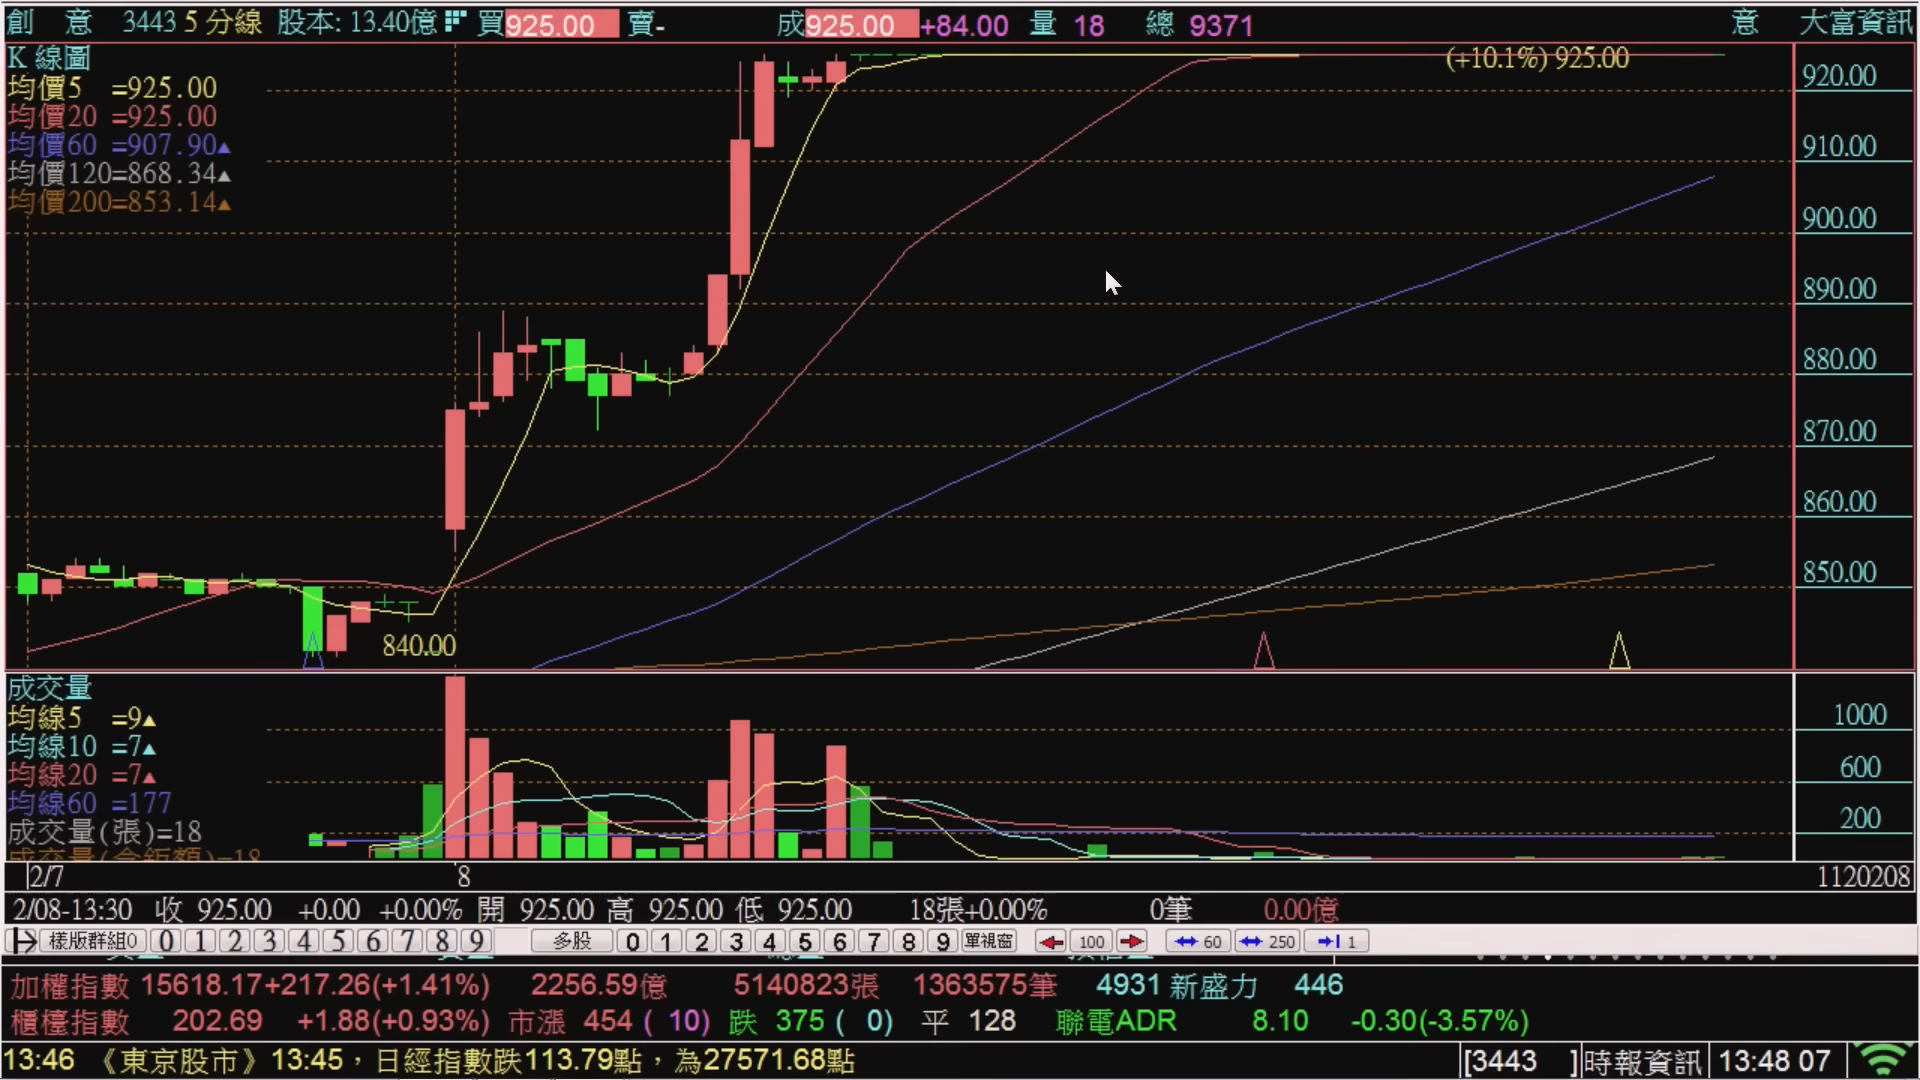 創 意 3443 5 分線 股本: 13.40億 買925.00 賣- 成925.00 +84.00 量 18 總 9371 意 大富資訊
K 線圖
(+10.1%) 925.00
均價5 =925.00
均價20 =925.00
均價60 =907.90▲
均價120=868.34▲
均價200=853.14▲
920.00
910.00
900.00
890.00
880.00
870.00
860.00
850.00
840.00
成交量
均線5 =9▲
均線10 =7▲
均線20 =7▲
均線60 =177
成交量(張)=18
1000
600
200
2/7 8 1120208
2/08-13:30 收 925.00 +0.00 +0.00% 開 925.00 高 925.00 低 925.00 18張+0.00% 0筆 0.00億
樣版群組0 0 1 2 3 4 5 6 7 8 9 多股 0 1 2 3 4 5 6 7 8 9 單視窗 100 60 250 1
加權指數 15618.17+217.26(+1.41%) 2256.59億 5140823張 1363575筆 4931 新盛力 446
櫃檯指數 202.69 +1.88(+0.93%) 市漲 454 ( 10) 跌 375 ( 0) 平 128 聯電ADR 8.10 -0.30(-3.57%)
13:46 《東京股市》13:45，日經指數跌113.79點，為27571.68點 [3443 ]時報資訊 13:48 07